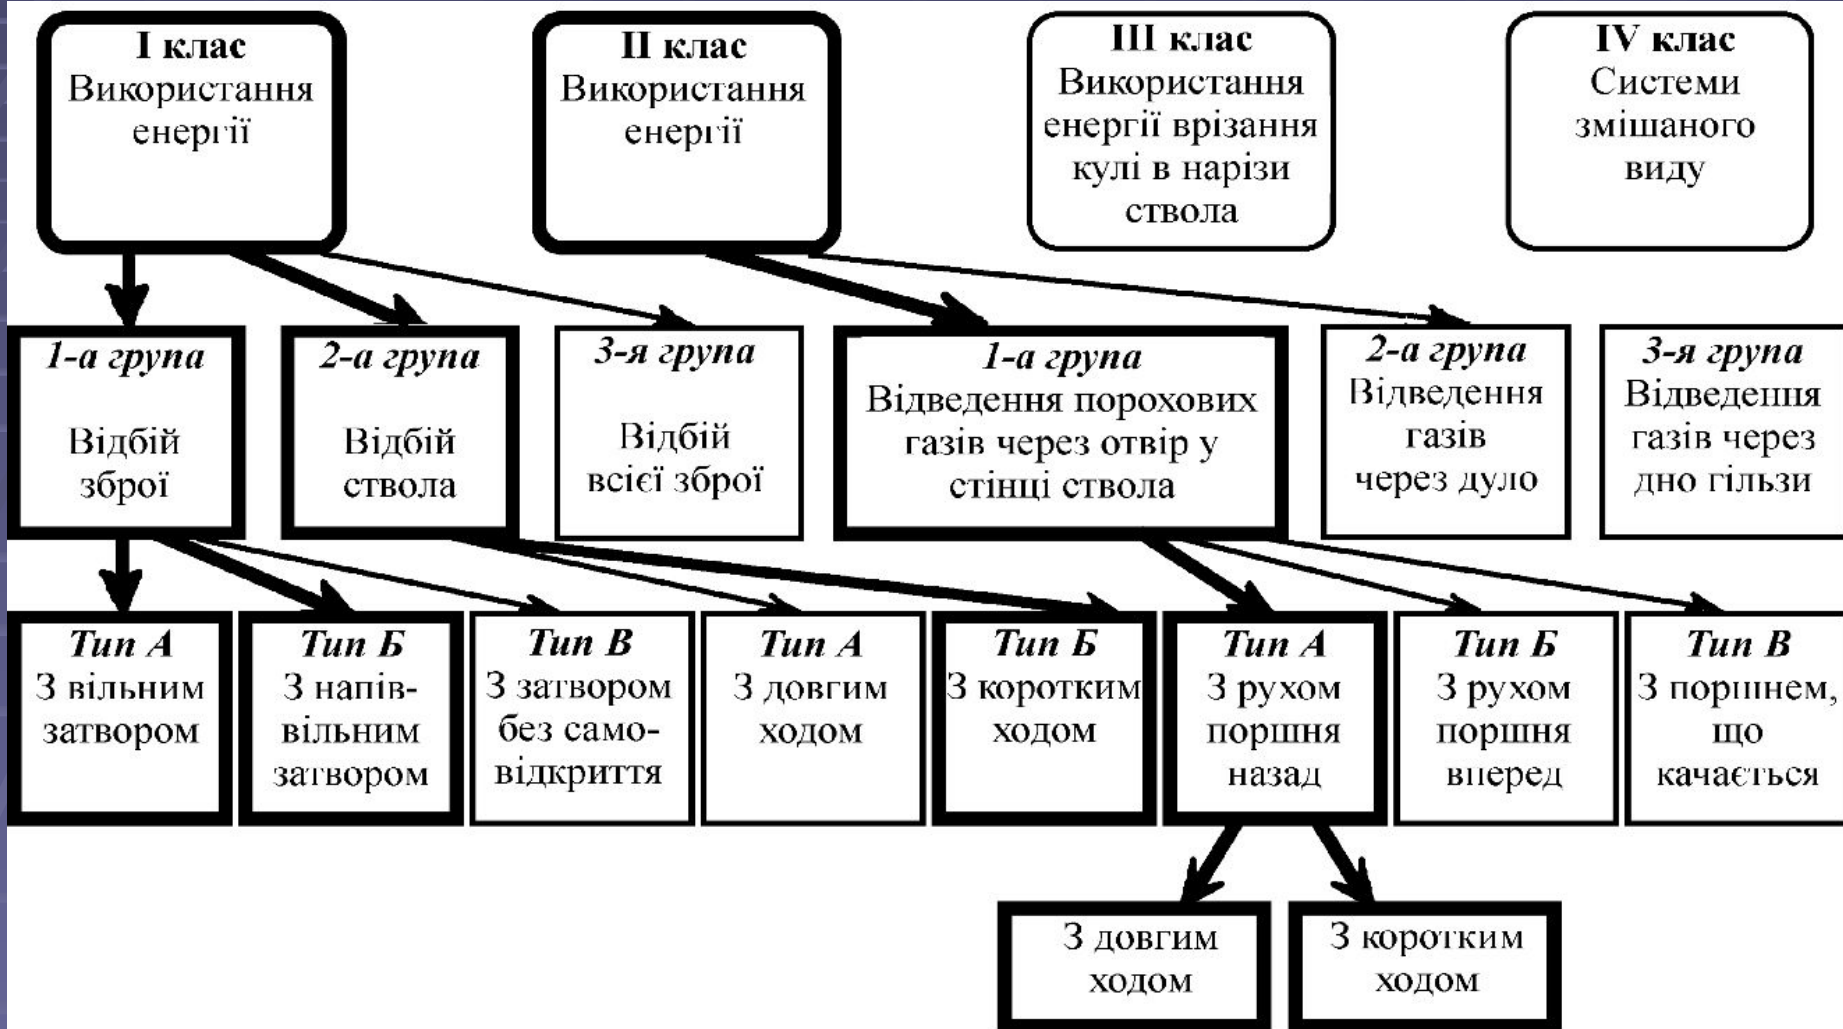 І клас
Використання
енергії
ІІ клас
Використання
енергії
ІІІ клас
Використання
енергії врізання
кулі в нарізи
ствола
IV клас
Системи
змішаного
виду
1-а група
Відбій
зброї
2-а група
Відбій
ствола
3-я група
Відбій
всієї зброї
1-а група
Відведення порохових
газів через отвір у
стінці ствола
2-а група
Відведення
газів
через дуло
3-я група
Відведення
газів через
дно гільзи
Тип А
З вільним
затвором
Тип Б
З напів-
вільним
затвором
Тип В
З затвором
без само-
відкриття
Тип А
З довгим
ходом
Тип Б
З коротким
ходом
Тип А
З рухом
поршня
назад
Тип Б
З рухом
поршня
вперед
Тип В
З поршнем,
що
качається
З довгим
ходом
З коротким
ходом